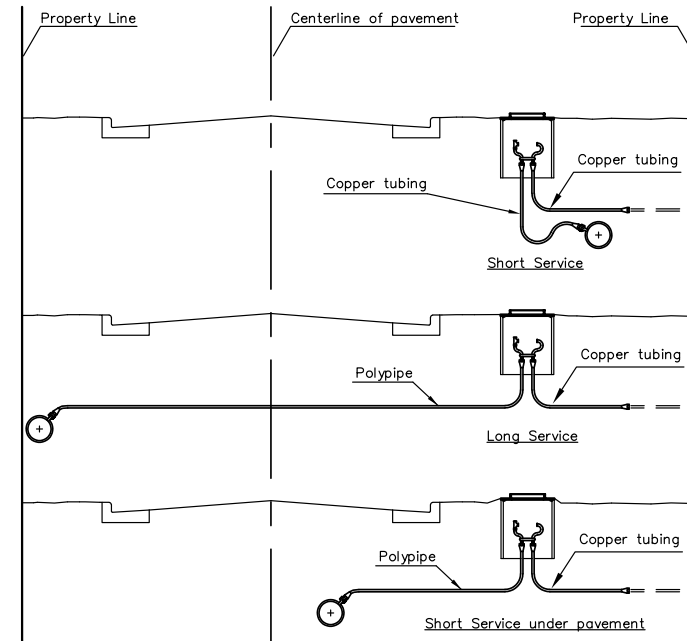 Property Line
Centerline of pavement
Property Line
Copper tubing
Copper tubing
Short Service
Polypipe
Copper tubing
Long Service
Polypipe
Copper tubing
Short Service under pavement